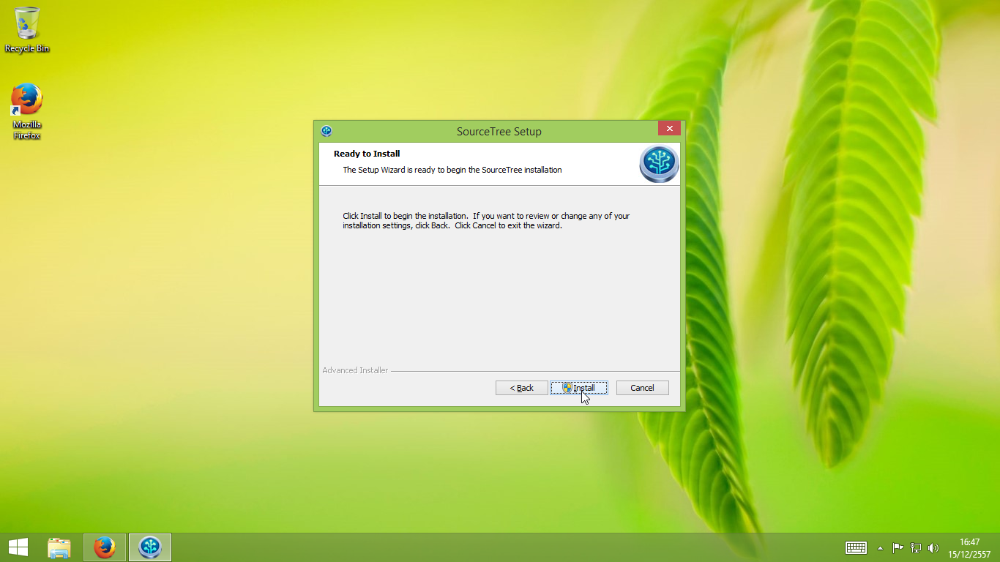 Recycle Bin
Mozilla
Firefox
SourceTree Setup
Ready to Install
The Setup Wizard is ready to begin the SourceTree installation
Click Install to begin the installation. If you want to review or change any of your
installation settings, click Back. Click Cancel to exit the wizard.
Advanced Installer
< Back
Install
Cancel
16:47
15/12/2557